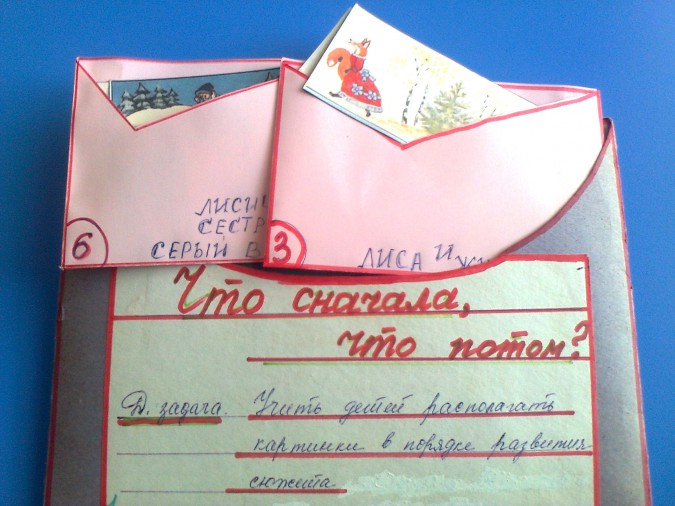 ЛИСИ
СЕСТР
СЕРЫЙ В
6
3
ЛИСА И
Что сначала,
что потом?
Д. задача. Учить детей располагать
картинки в порядке развития
сюжета